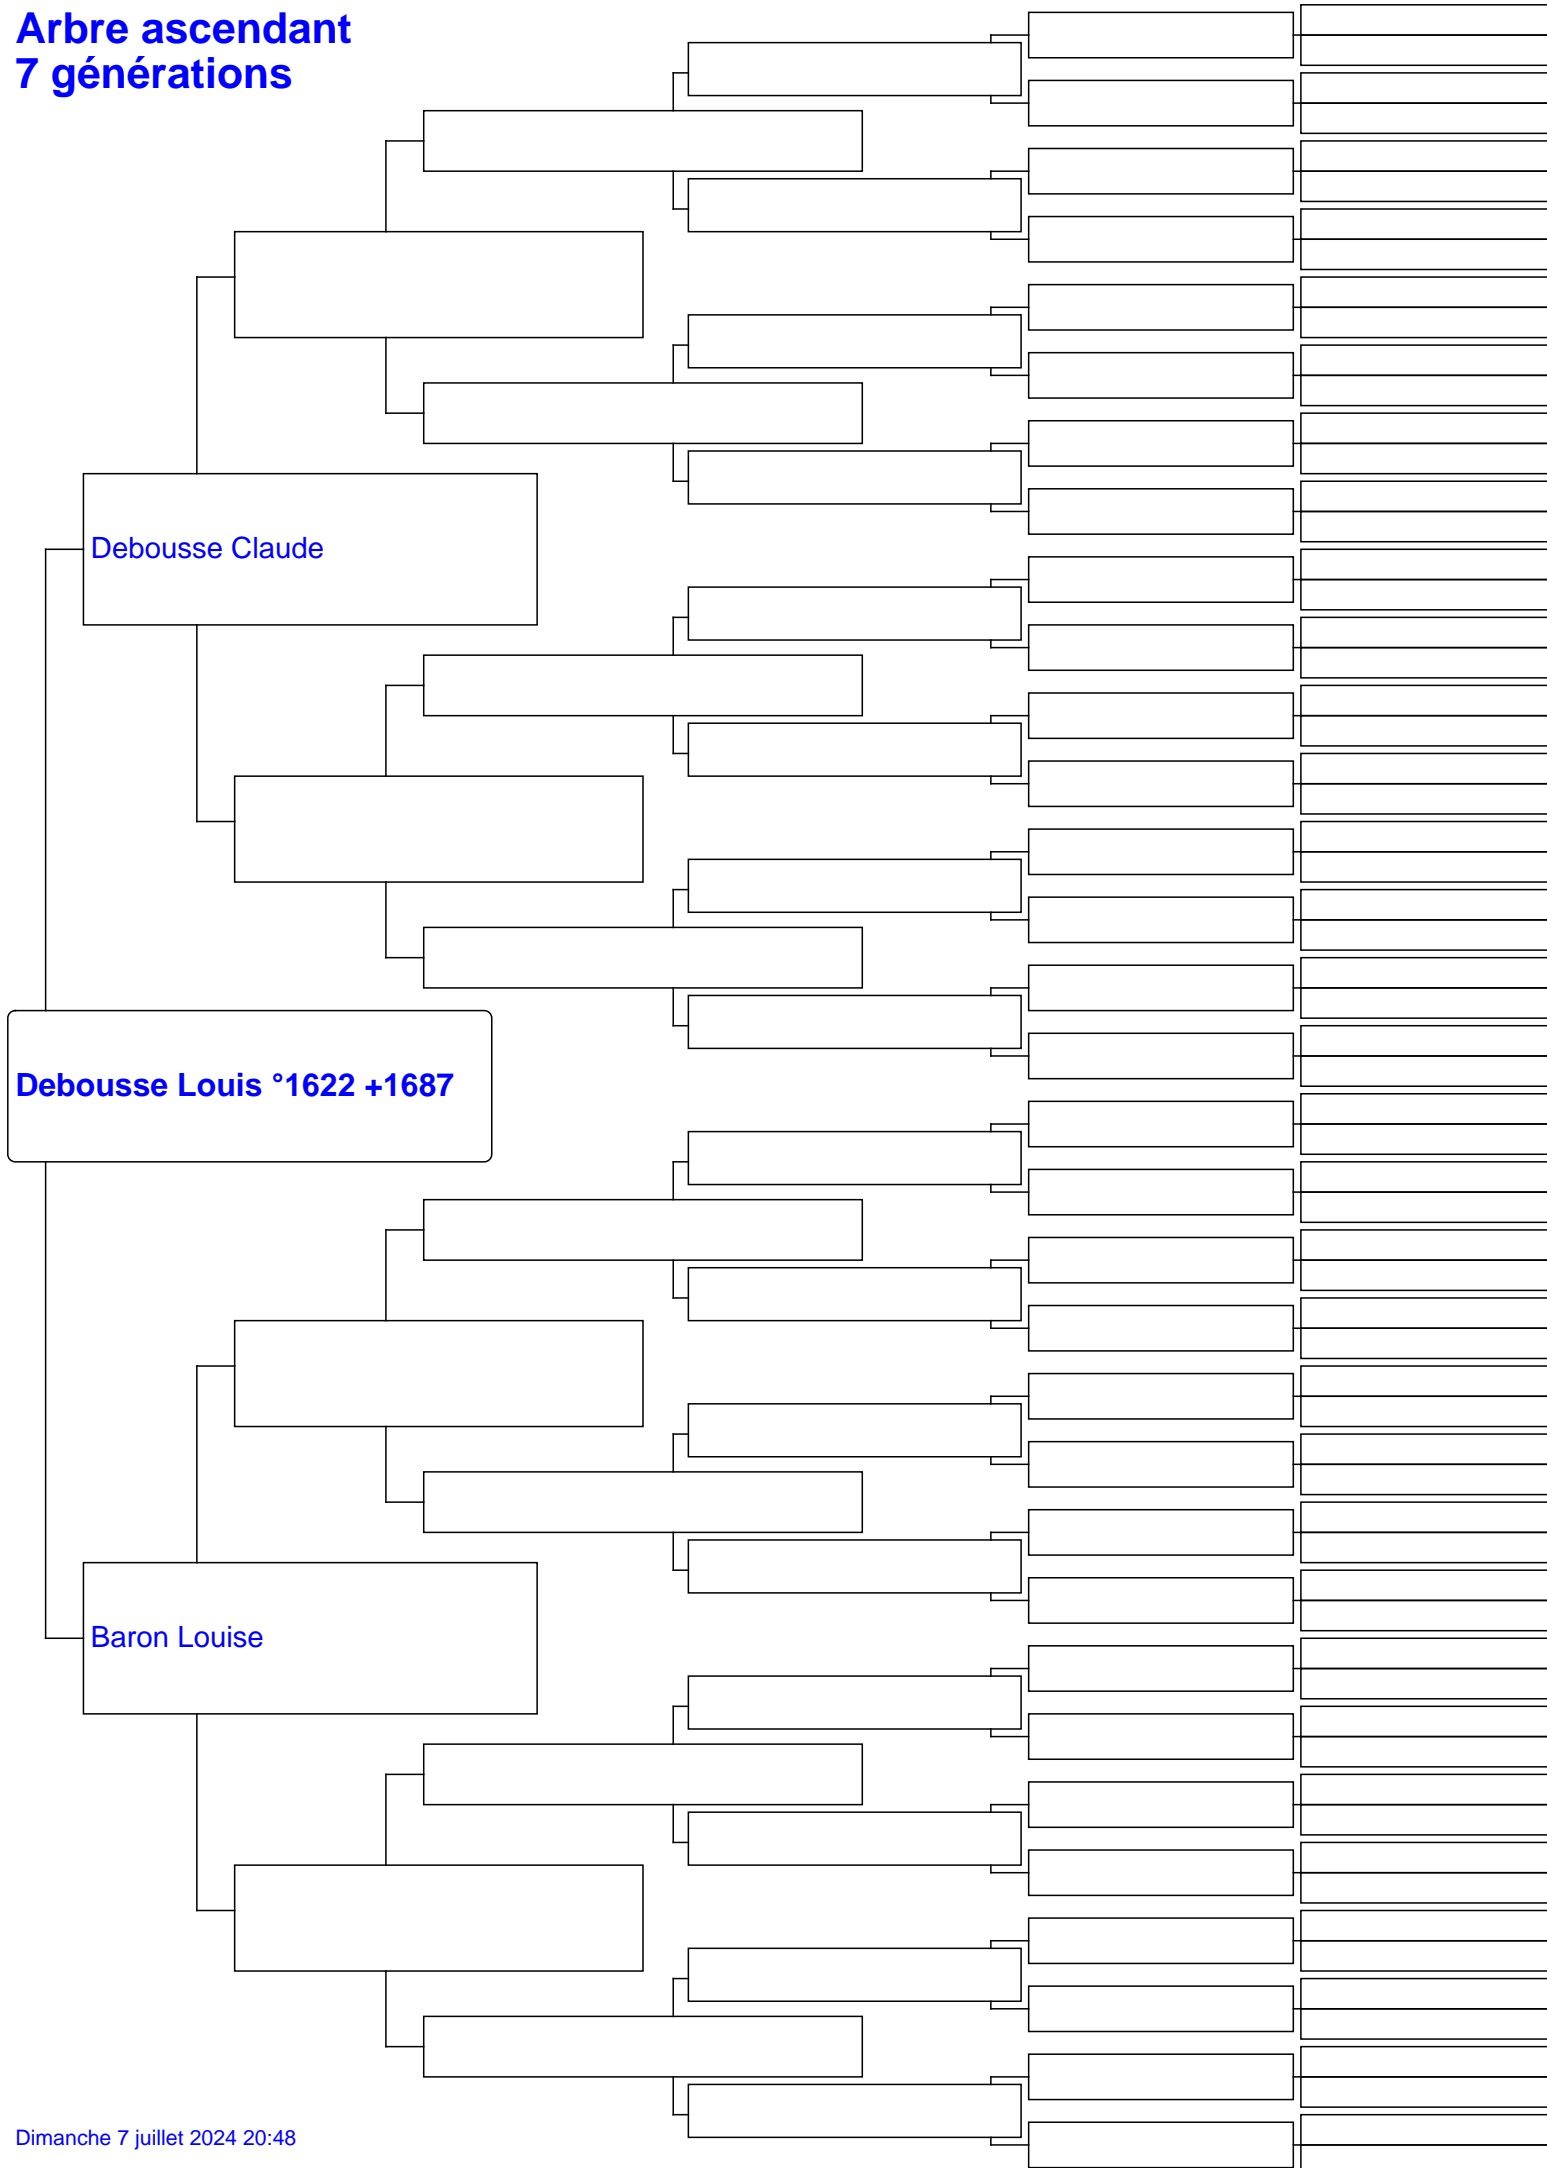 Arbre ascendant
7 générations
Debousse Claude
Debousse Louis °1622 +1687
Baron Louise
Dimanche 7 juillet 2024 20:48